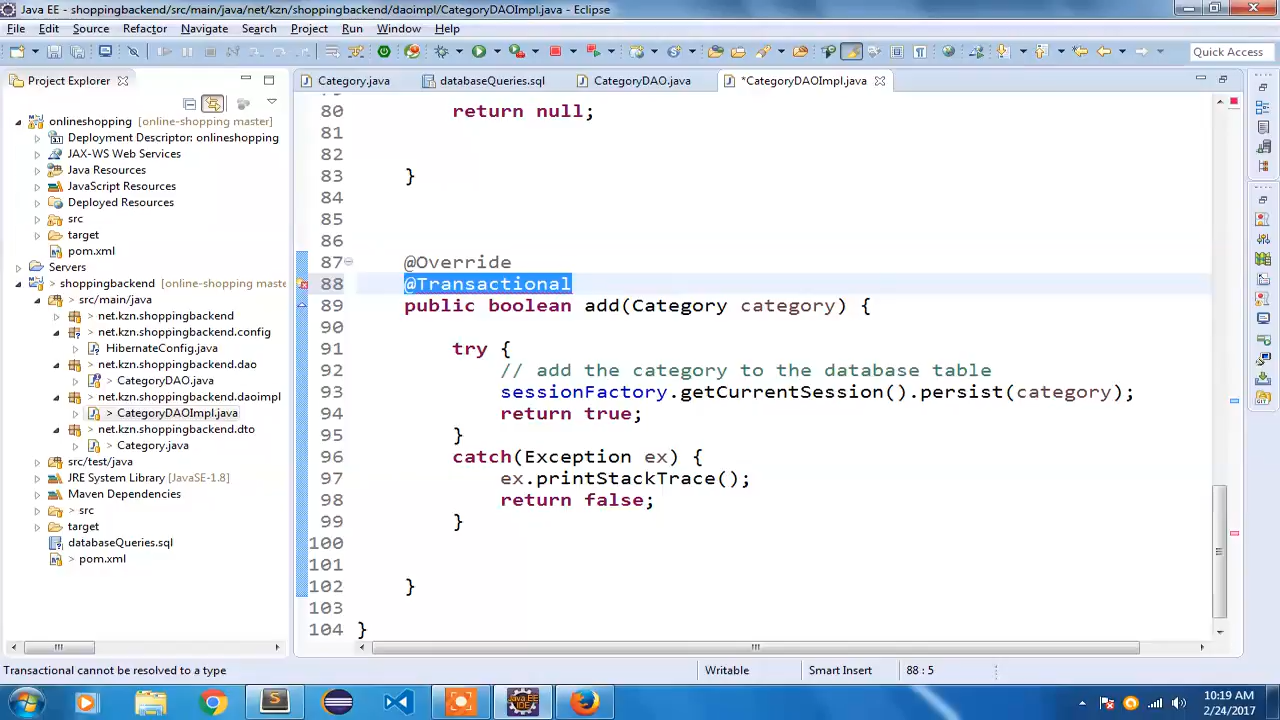 Java EE - shoppingbackend/src/main/java/net/kzn/shoppingbackend/daoimpl/CategoryDAOImpl.java - Eclipse
File Edit Source Refactor Navigate Search Project Run Window Help
Quick Access
Project Explorer
Category.java databaseQueries.sql CategoryDAO.java *CategoryDAOImpl.java
onlineshopping [online-shopping master]
Deployment Descriptor: onlineshopping
JAX-WS Web Services
Java Resources
JavaScript Resources
Deployed Resources
src
target
pom.xml
Servers
> shoppingbackend [online-shopping maste
> src/main/java
> net.kzn.shoppingbackend
> net.kzn.shoppingbackend.config
HibernateConfig.java
> net.kzn.shoppingbackend.dao
> CategoryDAO.java
> net.kzn.shoppingbackend.daoimpl
> CategoryDAOImpl.java
> net.kzn.shoppingbackend.dto
> Category.java
> src/test/java
JRE System Library [JavaSE-1.8]
Maven Dependencies
> src
target
databaseQueries.sql
> pom.xml
80 return null;
81
82
83 }
84
85
86
87 @Override
88 @Transactional
89 public boolean add(Category category) {
90
91 try {
92 // add the category to the database table
93 sessionFactory.getCurrentSession().persist(category);
94 return true;
95 }
96 catch(Exception ex) {
97 ex.printStackTrace();
98 return false;
99 }
100
101
102 }
103
104 }
Transactional cannot be resolved to a type
Writable
Smart Insert
88 : 5
10:19 AM
2/24/2017